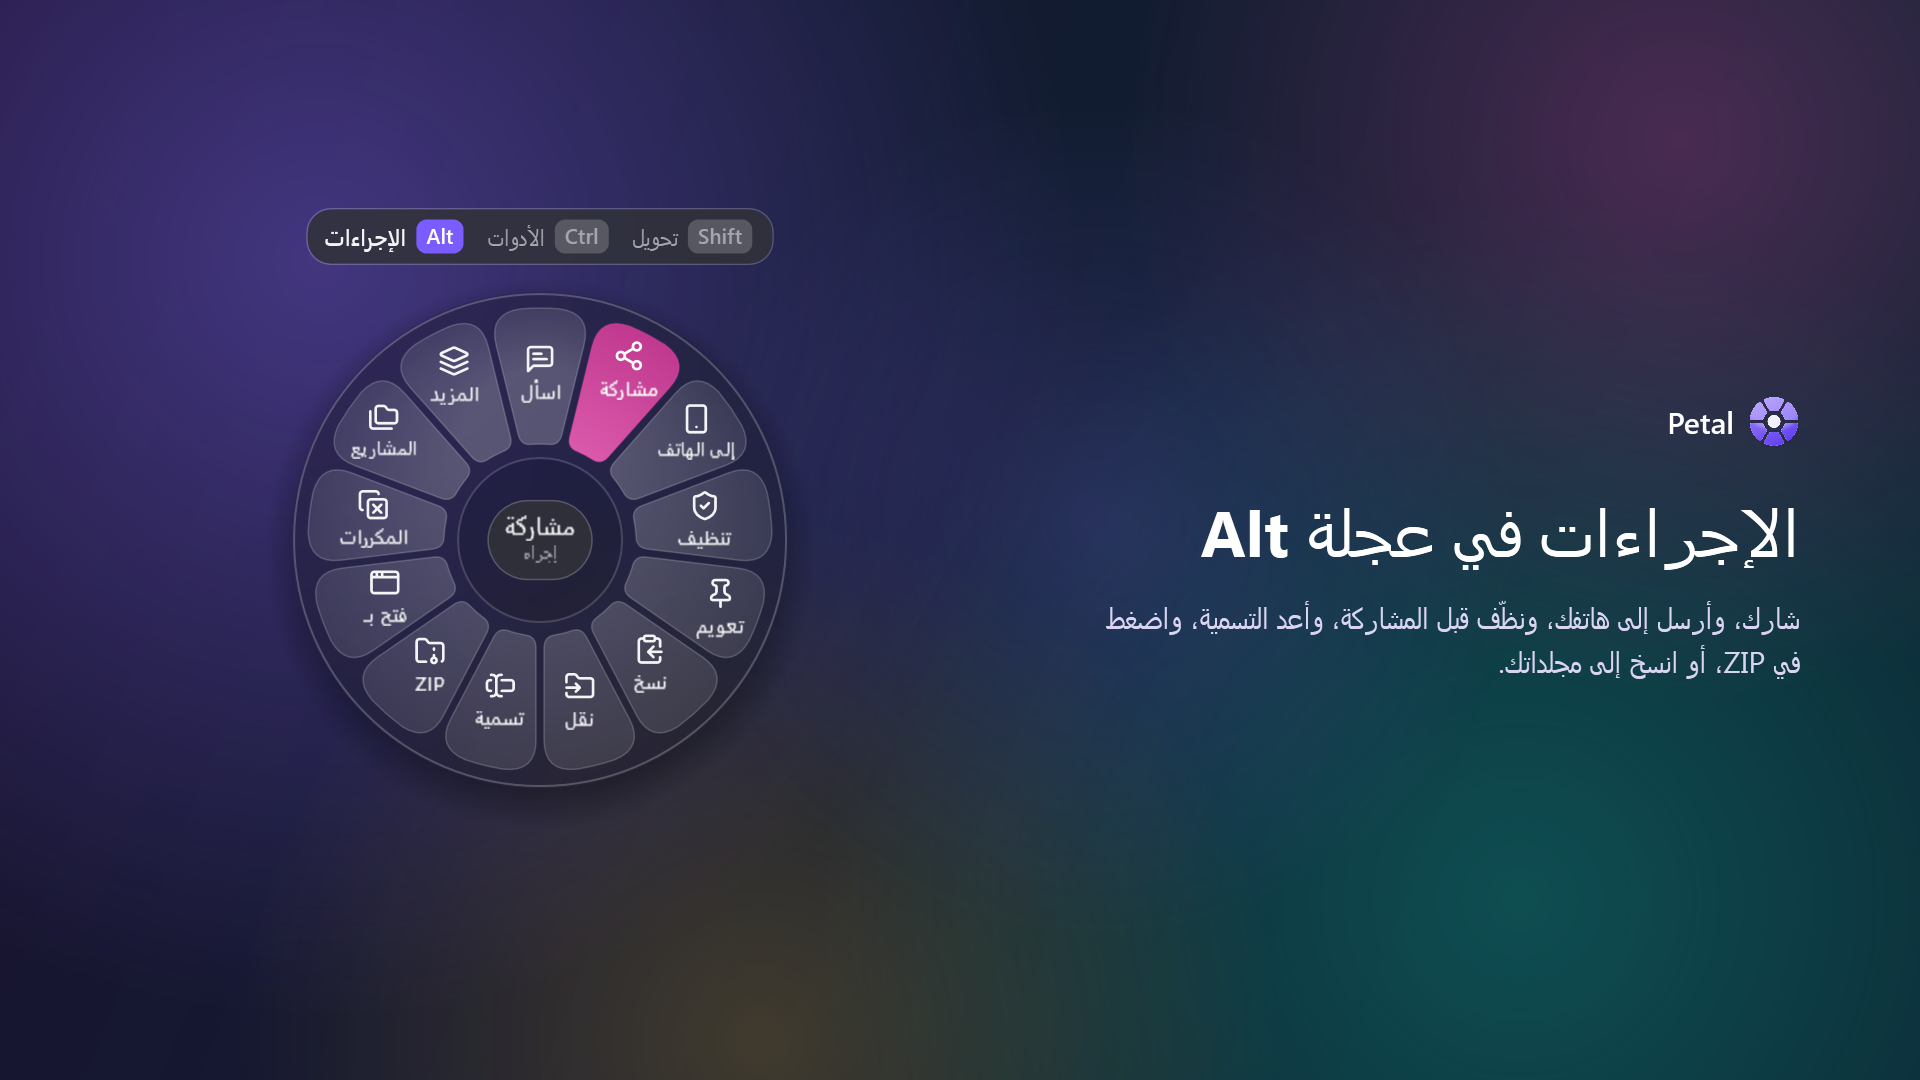 Petal
الإجراءات في عجلة Alt
شارك، وأرسل إلى هاتفك، ونظّف قبل المشاركة، وأعد التسمية، واضغط
في ZIP، أو انسخ إلى مجلداتك.
Shift تحويل Ctrl الأدوات Alt الإجراءات
اسأل
مشاركة
إلى الهاتف
تنظيف
تعويم
نسخ
نقل
تسمية
ZIP
فتح بـ
المكررات
المشاريع
المزيد
مشاركة
إجراء